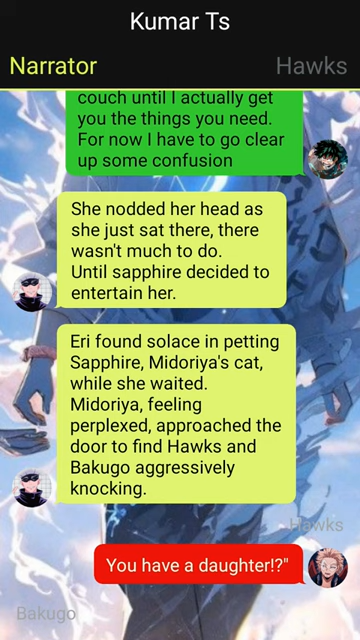 Kumar Ts
Narrator
Hawks
couch until I actually get
you the things you need.
For now I have to go clear
up some confusion
She nodded her head as
she just sat there, there
wasn't much to do.
Until sapphire decided to
entertain her.
Eri found solace in petting
Sapphire, Midoriya's cat,
while she waited.
Midoriya, feeling
perplexed, approached the
door to find Hawks and
Bakugo aggressively
knocking.
Hawks
You have a daughter!?"
Bakugo